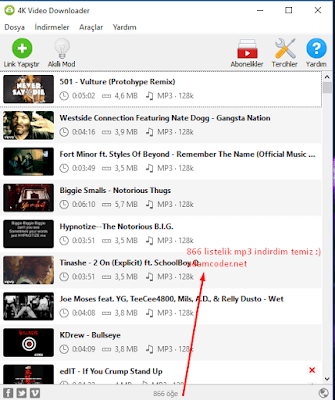 4K Video Downloader
Dosya İndirmeler Araçlar Yardım
Link Yapıştır Akıllı Mod Abonelikler Tercihler Yardım
501 - Vulture (Protohype Remix)
0:05:02 4,6 MB MP3 · 128k
Westside Connection Featuring Nate Dogg - Gangsta Nation
0:04:16 3,9 MB MP3 · 128k
Fort Minor ft. Styles Of Beyond - Remember The Name (Official Music ...
0:03:51 3,5 MB MP3 · 128k
Biggie Smalls - Notorious Thugs
0:06:10 5,7 MB MP3 · 128k
Hypnotize--The Notorious B.I.G.
0:03:51 3,5 MB MP3 · 128k
866 listelik mp3 indirdim temiz :)
Tinashe - 2 On (Explicit) ft. SchoolBoy Q
0:03:51 3,5 MB MP3 · 128k
Joe Moses feat. YG, TeeCee4800, Mils, A.D., & Relly Dusto - Wet
0:04:08 3,8 MB MP3 · 128k
KDrew - Bullseye
0:04:09 3,8 MB MP3 · 128k
edIT - If You Crump Stand Up
866 öğe